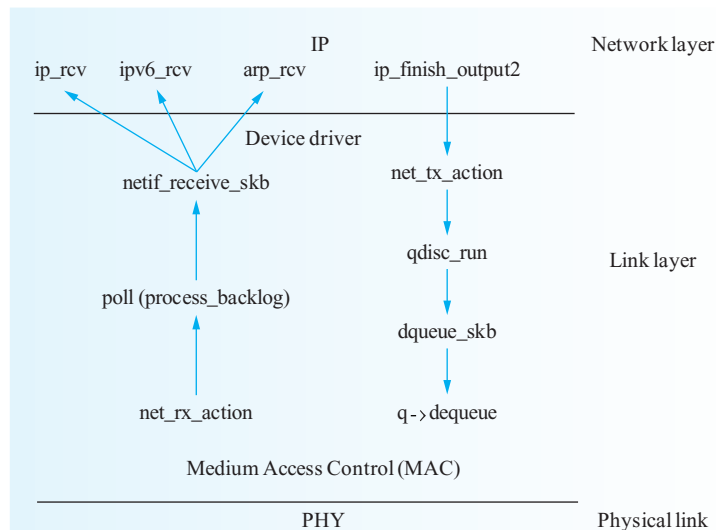 IP
Network layer
ip_rcv
ipv6_rcv
arp_rcv
ip_finish_output2
Device driver
netif_receive_skb
net_tx_action
qdisc_run
Link layer
poll (process_backlog)
dqueue_skb
net_rx_action
q->dequeue
Medium Access Control (MAC)
PHY
Physical link